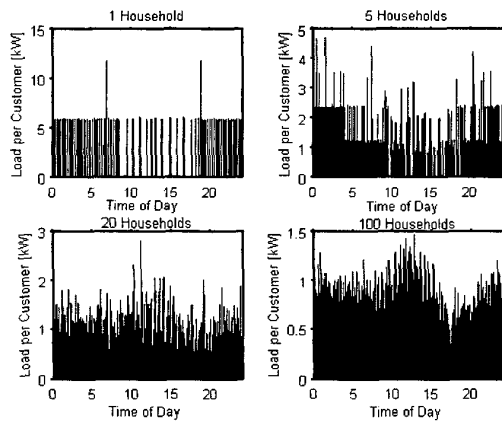 1 Household
5 Households
Load per Customer [kW]
15
10
5
0
0 5 10 15 20
Time of Day
Load per Customer [kW]
5
4
3
2
1
0
0 5 10 15 20
Time of Day
20 Households
100 Households
Load per Customer [kW]
3
2
1
0
0 5 10 15 20
Time of Day
Load per Customer [kW]
1.5
1
0.5
0
0 5 10 15 20
Time of Day